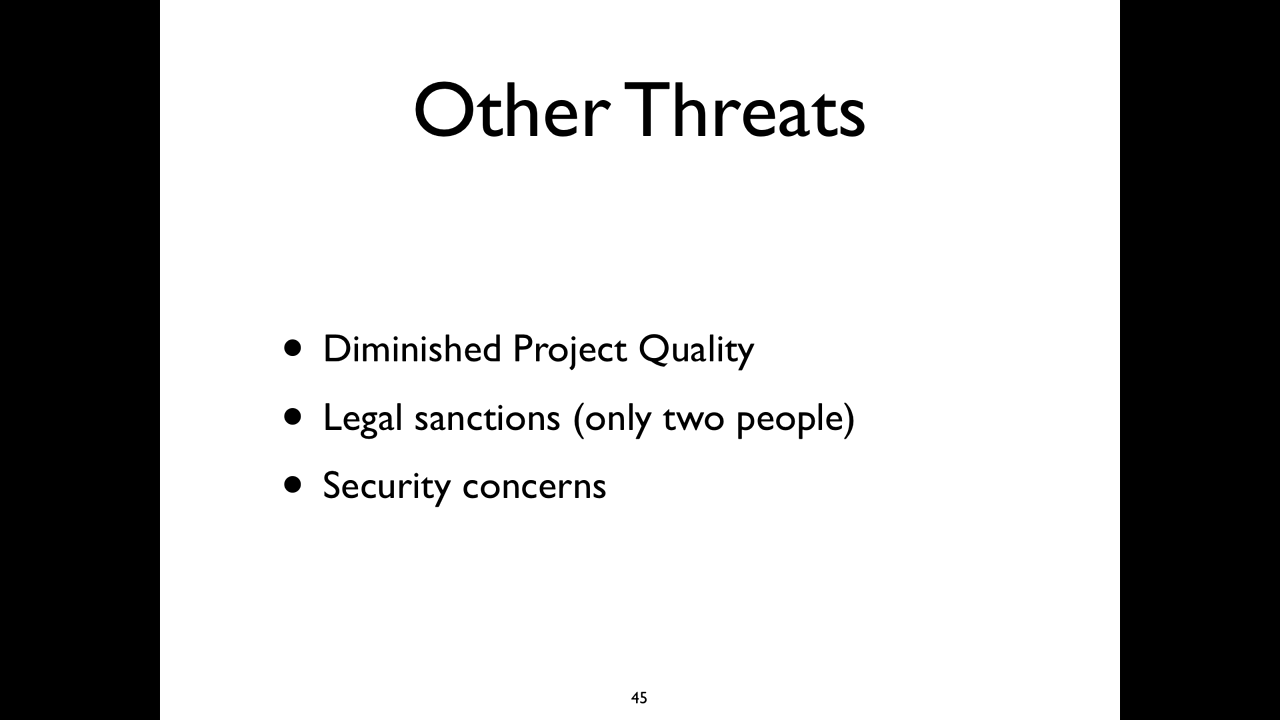 Other Threats
• Diminished Project Quality
• Legal sanctions (only two people)
• Security concerns
45